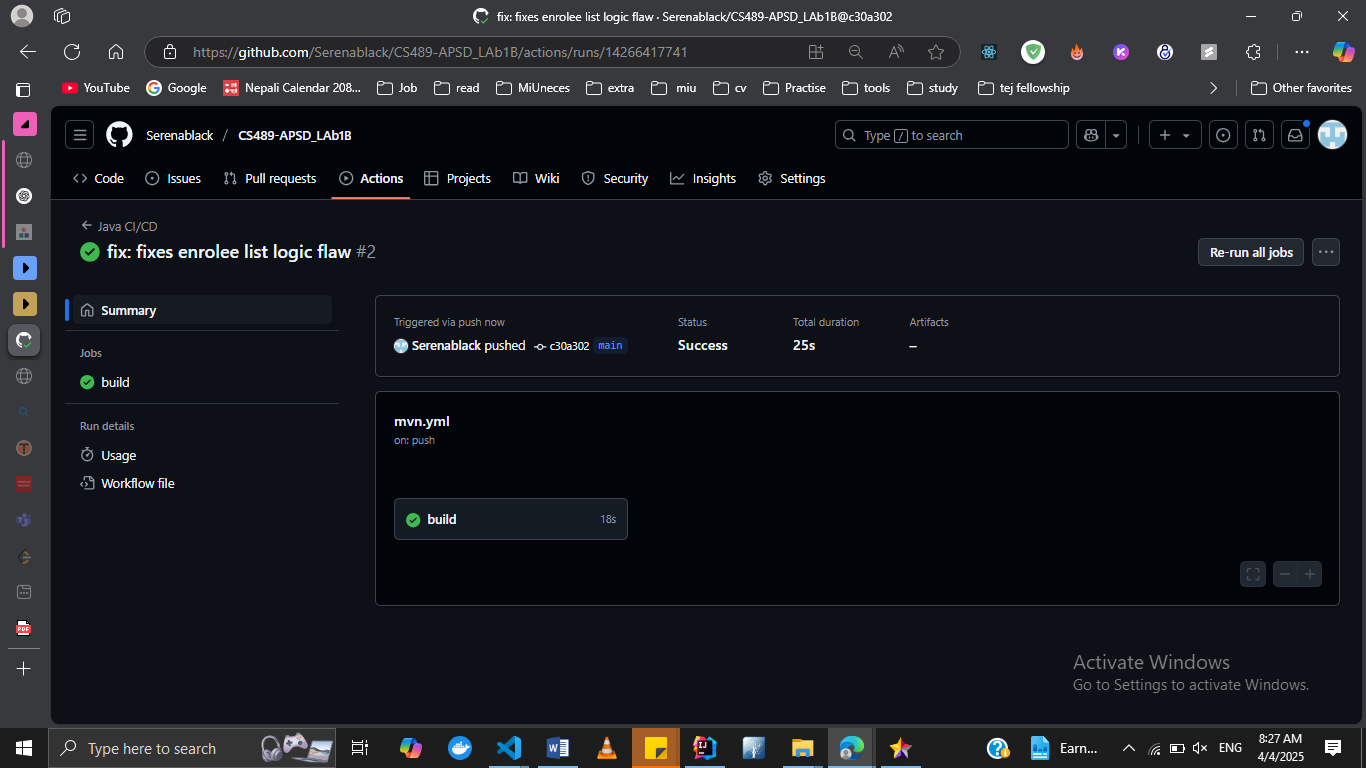 fix: fixes enrolee list logic flaw · Serenablack/CS489-APSD_LAb1B@c30a302
https://github.com/Serenablack/CS489-APSD_LAb1B/actions/runs/14266417741
YouTube Google Nepali Calendar 208... Job read MiUneces extra miu cv Practise tools study tej fellowship Other favorites
Serenablack / CS489-APSD_LAb1B
Type / to search
Code Issues Pull requests Actions Projects Wiki Security Insights Settings
Java CI/CD
fix: fixes enrolee list logic flaw #2
Re-run all jobs
Summary
Jobs
build
Run details
Usage
Workflow file
Triggered via push now
Serenablack pushed c30a302 main
Status
Success
Total duration
25s
Artifacts
–
mvn.yml
on: push
build 18s
Activate Windows
Go to Settings to activate Windows.
PDF
Type here to search
Earn...
ENG
8:27 AM
4/4/2025